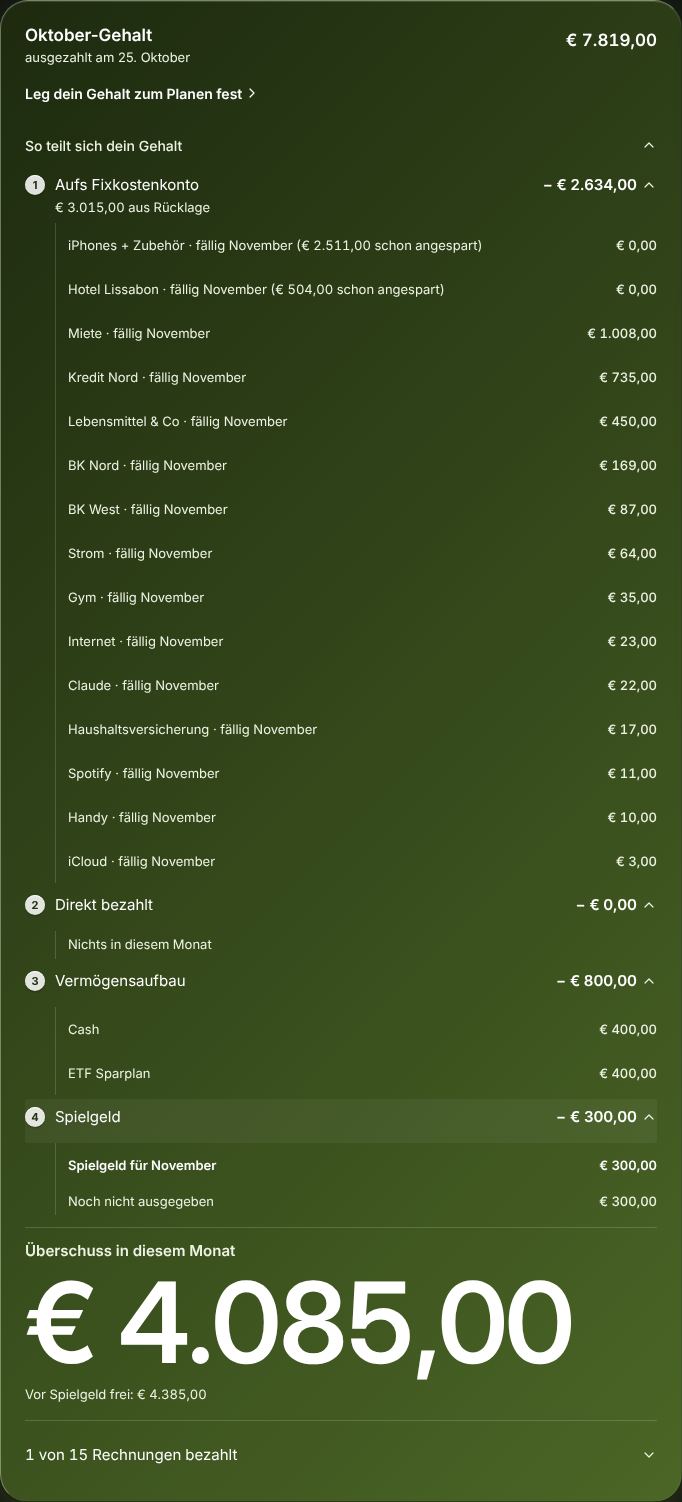 Oktober-Gehalt € 7.819,00
ausgezahlt am 25. Oktober
Leg dein Gehalt zum Planen fest
So teilt sich dein Gehalt
1 Aufs Fixkostenkonto – € 2.634,00
€ 3.015,00 aus Rücklage
iPhones + Zubehör · fällig November (€ 2.511,00 schon angespart) € 0,00
Hotel Lissabon · fällig November (€ 504,00 schon angespart) € 0,00
Miete · fällig November € 1.008,00
Kredit Nord · fällig November € 735,00
Lebensmittel & Co · fällig November € 450,00
BK Nord · fällig November € 169,00
BK West · fällig November € 87,00
Strom · fällig November € 64,00
Gym · fällig November € 35,00
Internet · fällig November € 23,00
Claude · fällig November € 22,00
Haushaltsversicherung · fällig November € 17,00
Spotify · fällig November € 11,00
Handy · fällig November € 10,00
iCloud · fällig November € 3,00
2 Direkt bezahlt – € 0,00
Nichts in diesem Monat
3 Vermögensaufbau – € 800,00
Cash € 400,00
ETF Sparplan € 400,00
4 Spielgeld – € 300,00
Spielgeld für November € 300,00
Noch nicht ausgegeben € 300,00
Überschuss in diesem Monat
€ 4.085,00
Vor Spielgeld frei: € 4.385,00
1 von 15 Rechnungen bezahlt